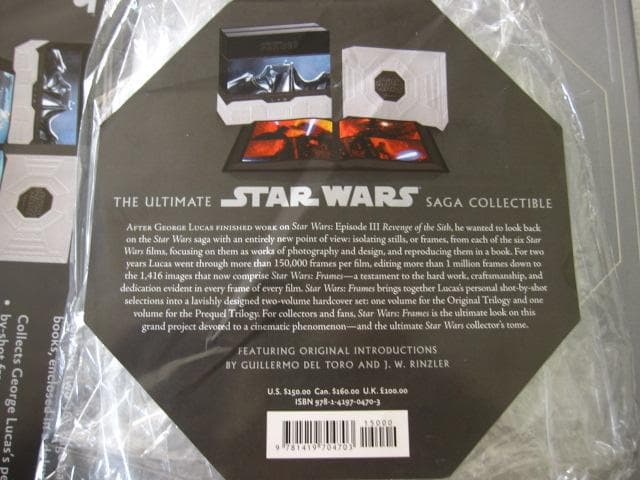 THE ULTIMATE STAR WARS SAGA COLLECTIBLE
AFTER GEORGE LUCAS FINISHED WORK ON Star Wars: Episode III Revenge of the Sith, he wanted to look back
on the Star Wars saga with an entirely new point of view: isolating stills, or frames, from each of the six Star
Wars films, focusing on them as works of photography and design, and reproducing them in a book. For two
years Lucas went through more than 150,000 frames per film, editing more than 1 million frames down to
the 1,416 images that now comprise Star Wars: Frames—a testament to the hard work, craftsmanship, and
dedication evident in every frame of every film. Star Wars: Frames brings together Lucas's personal shot-by-shot
selections into a lavishly designed two-volume hardcover set: one volume for the Original Trilogy and one
volume for the Prequel Trilogy. For collectors and fans, Star Wars: Frames is the ultimate look on this
grand project devoted to a cinematic phenomenon—and the ultimate Star Wars collector's tome.
FEATURING ORIGINAL INTRODUCTIONS
BY GUILLERMO DEL TORO AND J. W. RINZLER
U.S. $150.00 Can. $160.00 U.K. £100.00
ISBN 978-1-4197-0470-3
15000
9 781419 704703
books, enclosed in
• Collects George Lucas's pe
by-shot